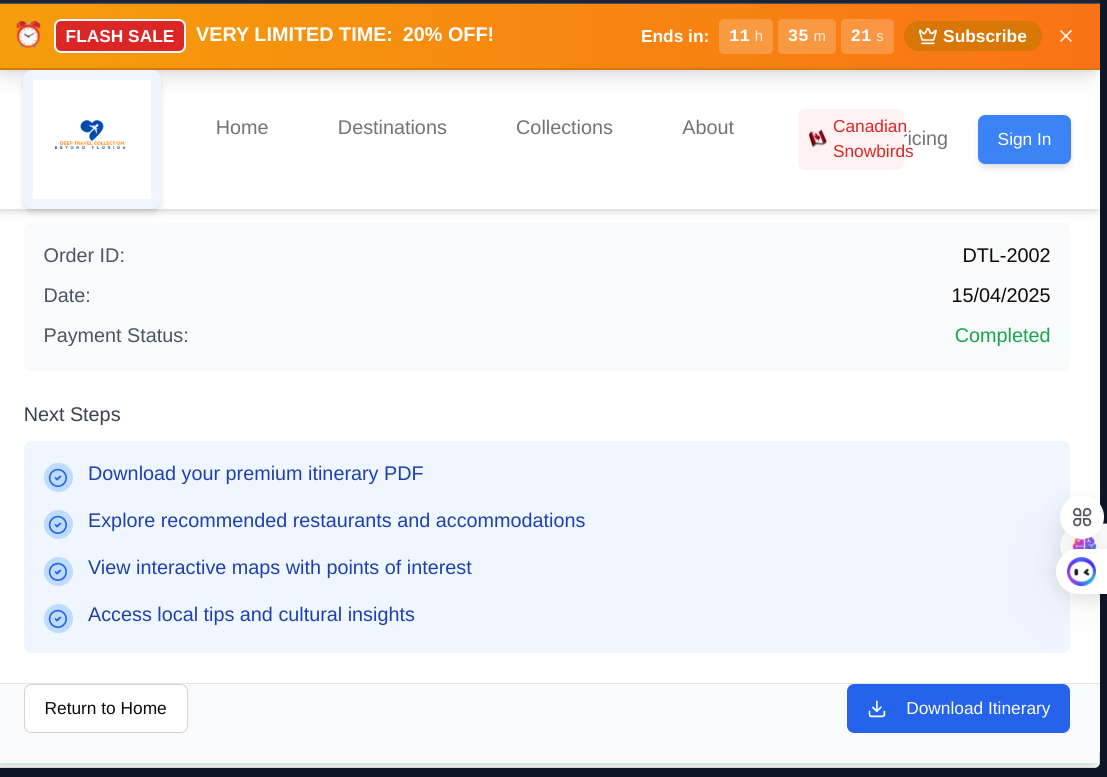 FLASH SALE VERY LIMITED TIME: 20% OFF! Ends in: 11 h 35 m 21 s Subscribe
DEEP TRAVEL COLLECTION
BEYOND FLORIDA
Home Destinations Collections About Canadian Snowbirds ricing Sign In
Order ID: DTL-2002
Date: 15/04/2025
Payment Status: Completed
Next Steps
Download your premium itinerary PDF
Explore recommended restaurants and accommodations
View interactive maps with points of interest
Access local tips and cultural insights
Return to Home Download Itinerary